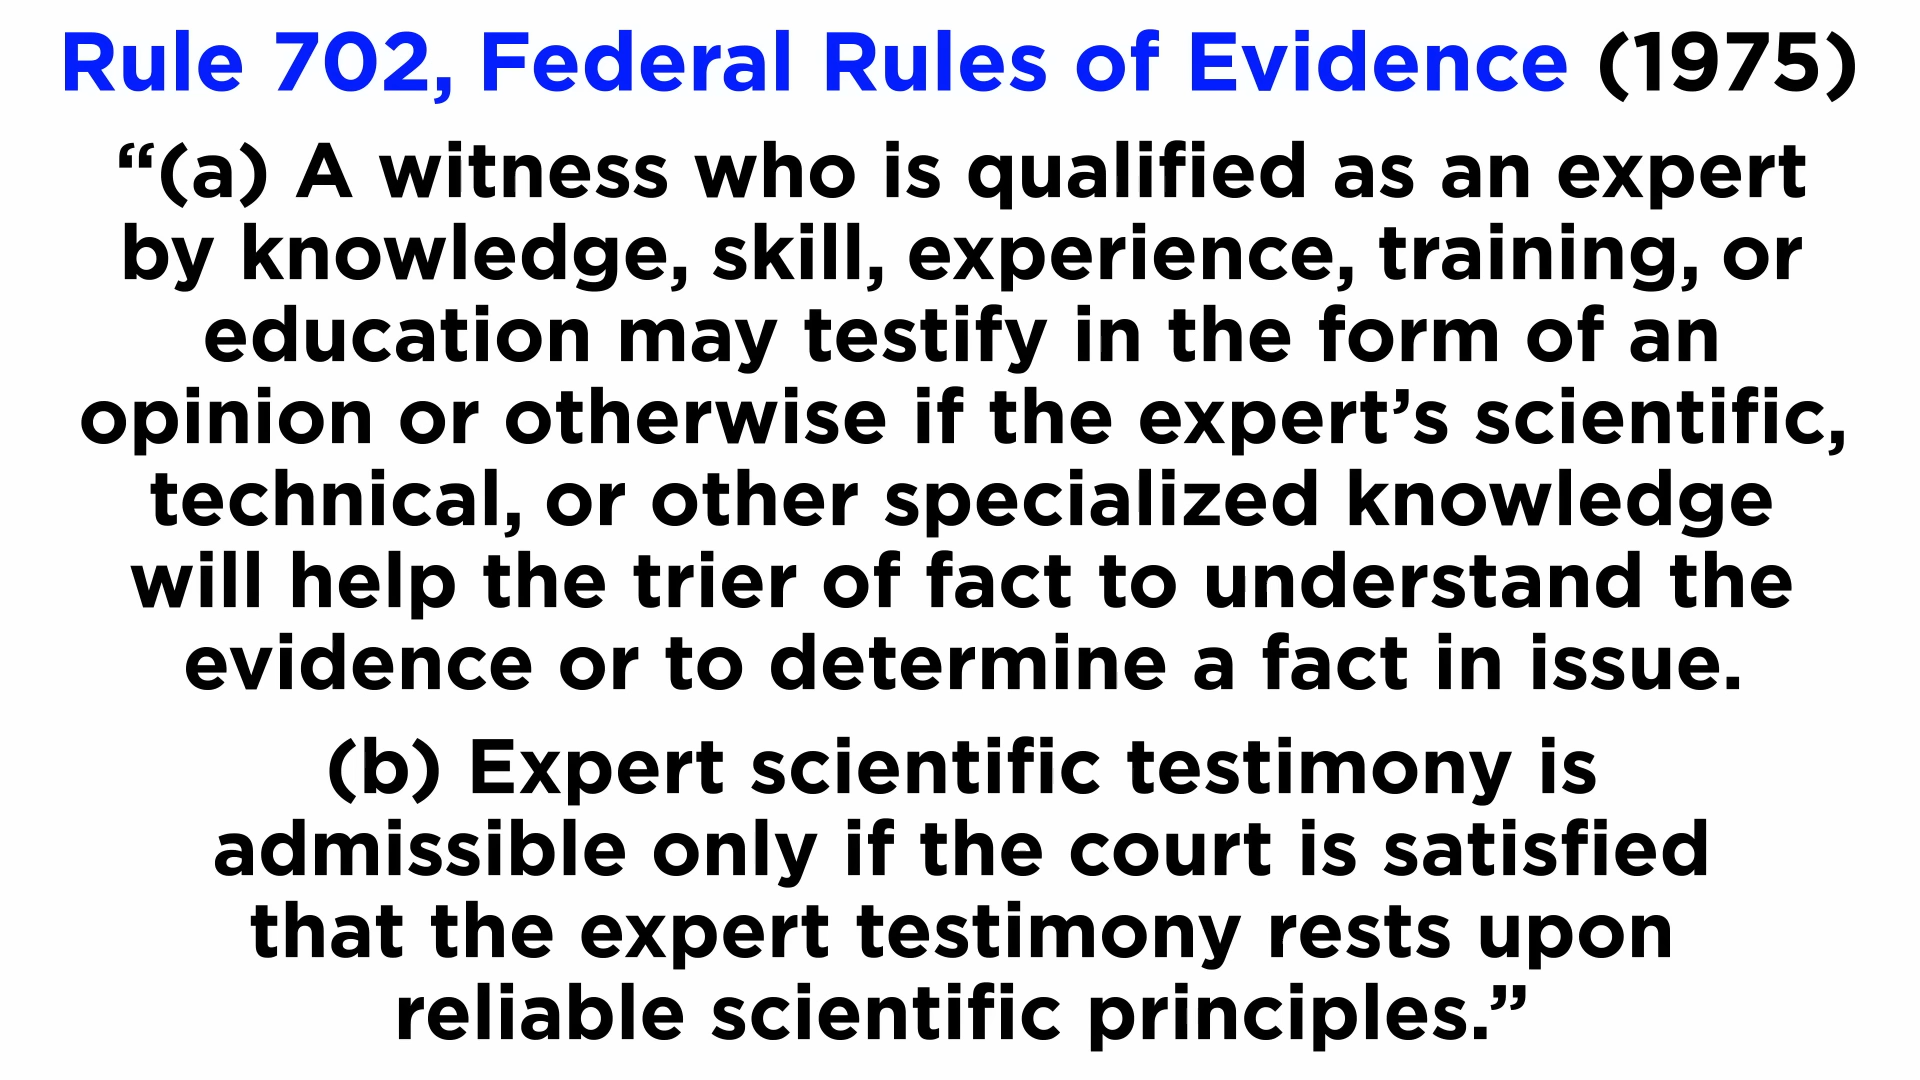 Rule 702, Federal Rules of Evidence (1975)
“(a) A witness who is qualified as an expert
by knowledge, skill, experience, training, or
education may testify in the form of an
opinion or otherwise if the expert’s scientific,
technical, or other specialized knowledge
will help the trier of fact to understand the
evidence or to determine a fact in issue.
(b) Expert scientific testimony is
admissible only if the court is satisfied
that the expert testimony rests upon
reliable scientific principles.”